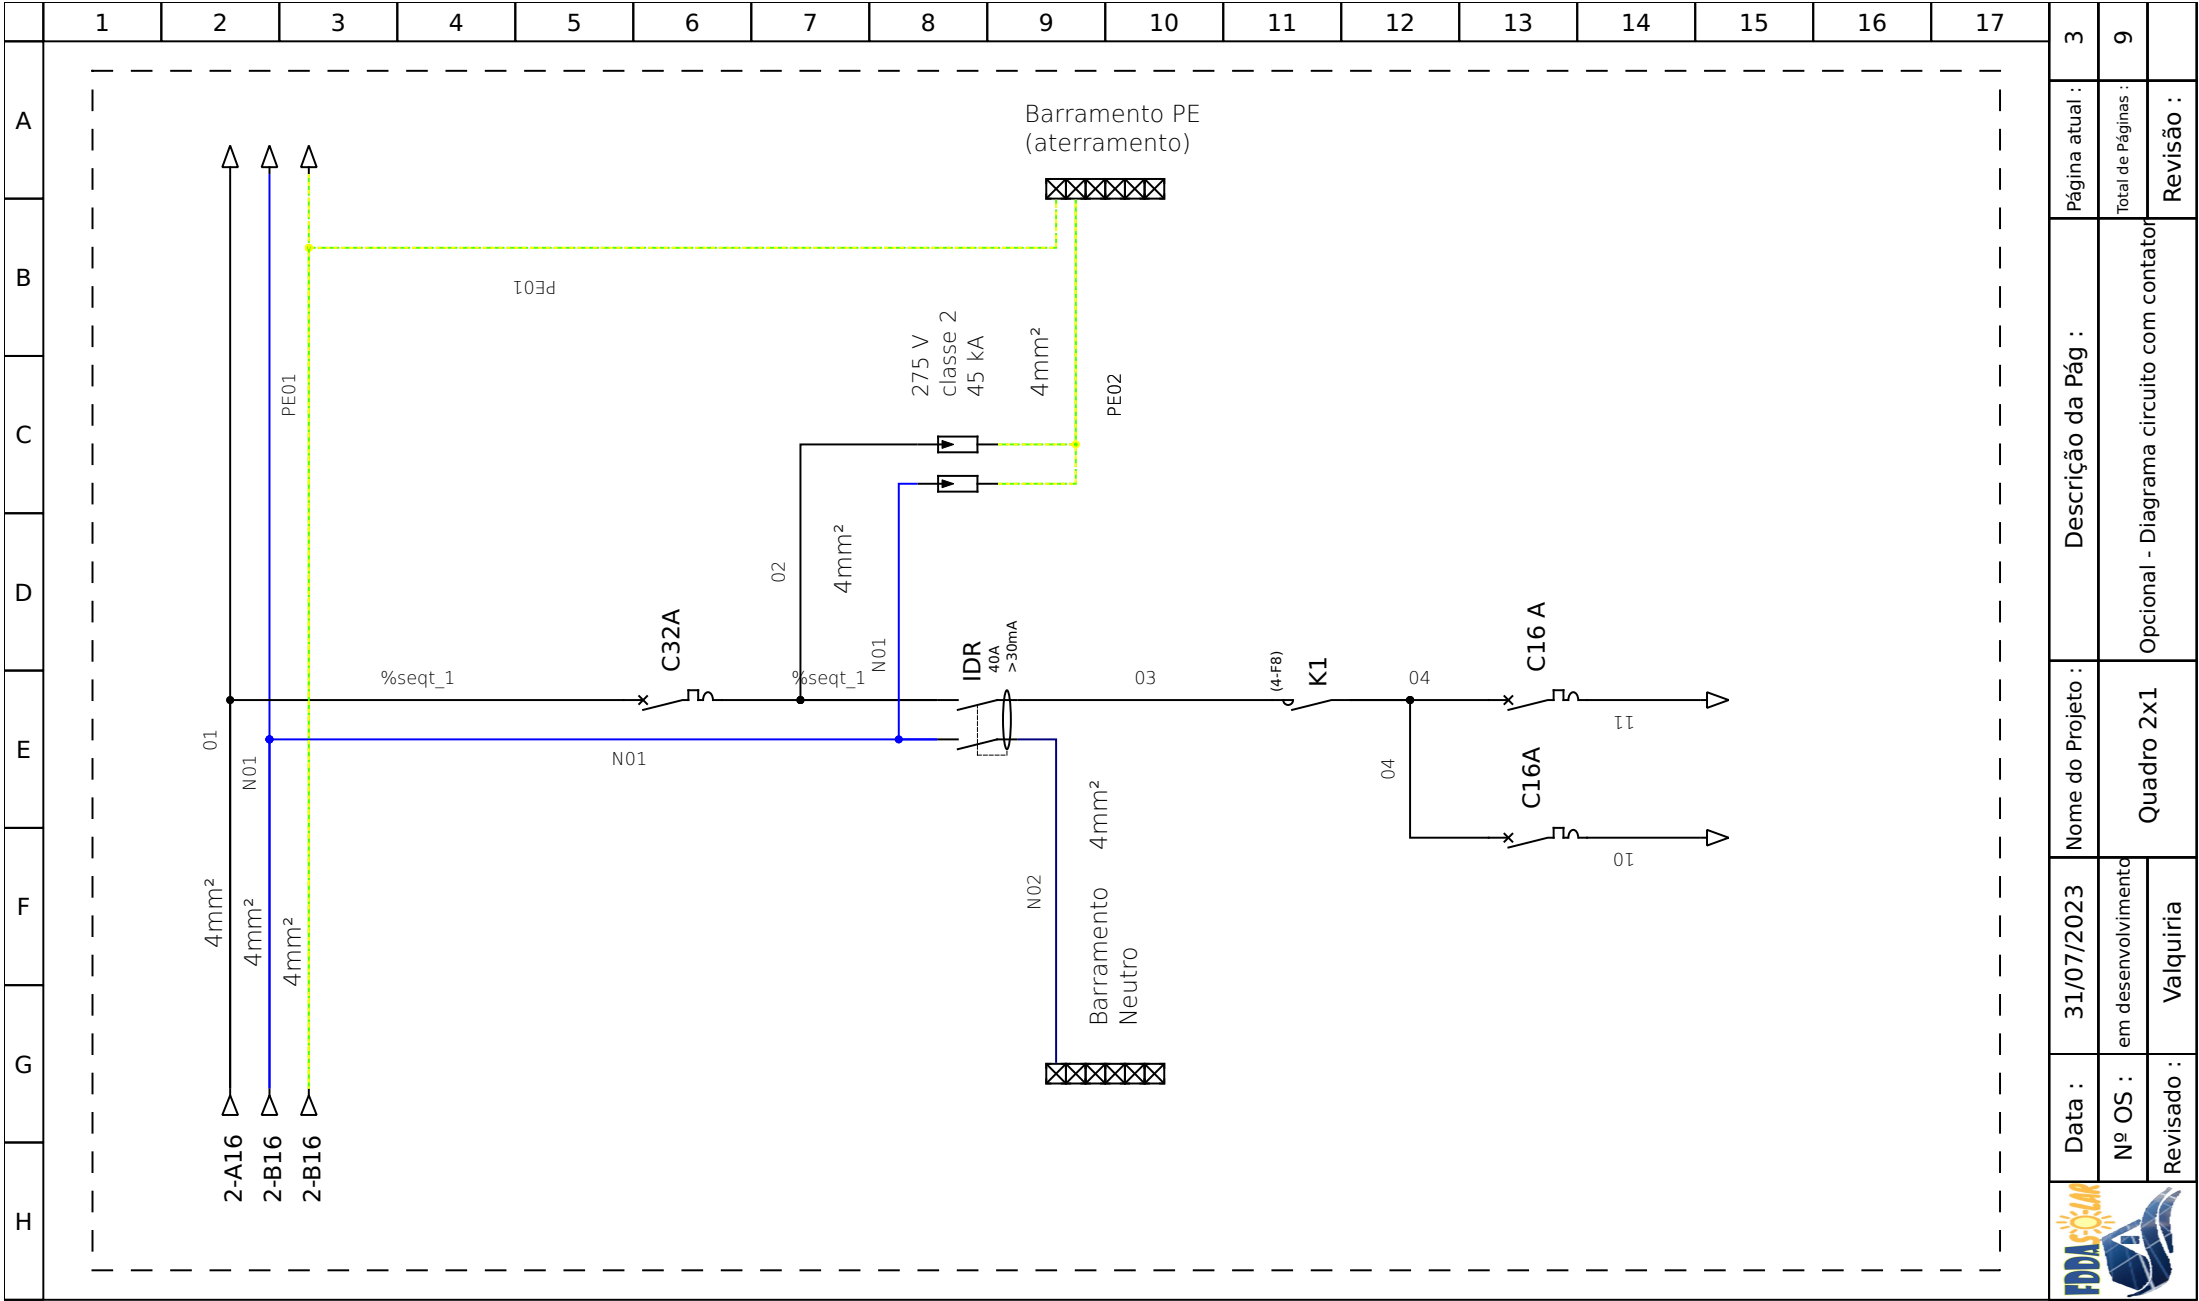 1 2 3 4 5 6 7 8 9 10 11 12 13 14 15 16 17
A
B
C
D
E
F
G
H
Barramento PE
(aterramento)
PE01
PE01
275 V
classe 2
45 kA
4mm²
PE02
02
4mm²
N01
C32A
%seqt_1
%seqt_1
IDR
40A
>30mA
03
(4-F8)
K1
04
C16 A
11
01
N01
N01
04
C16A
10
4mm²
4mm²
4mm²
N02
Barramento 4mm²
Neutro
2-A16
2-B16
2-B16
Página atual : 3
Total de Páginas : 9
Revisão :
Descrição da Pág :
Opcional - Diagrama circuito com contator
Nome do Projeto :
Quadro 2x1
Data : 31/07/2023
Nº OS : em desenvolvimento
Revisado : Valquiria
EDDA
SOLAR